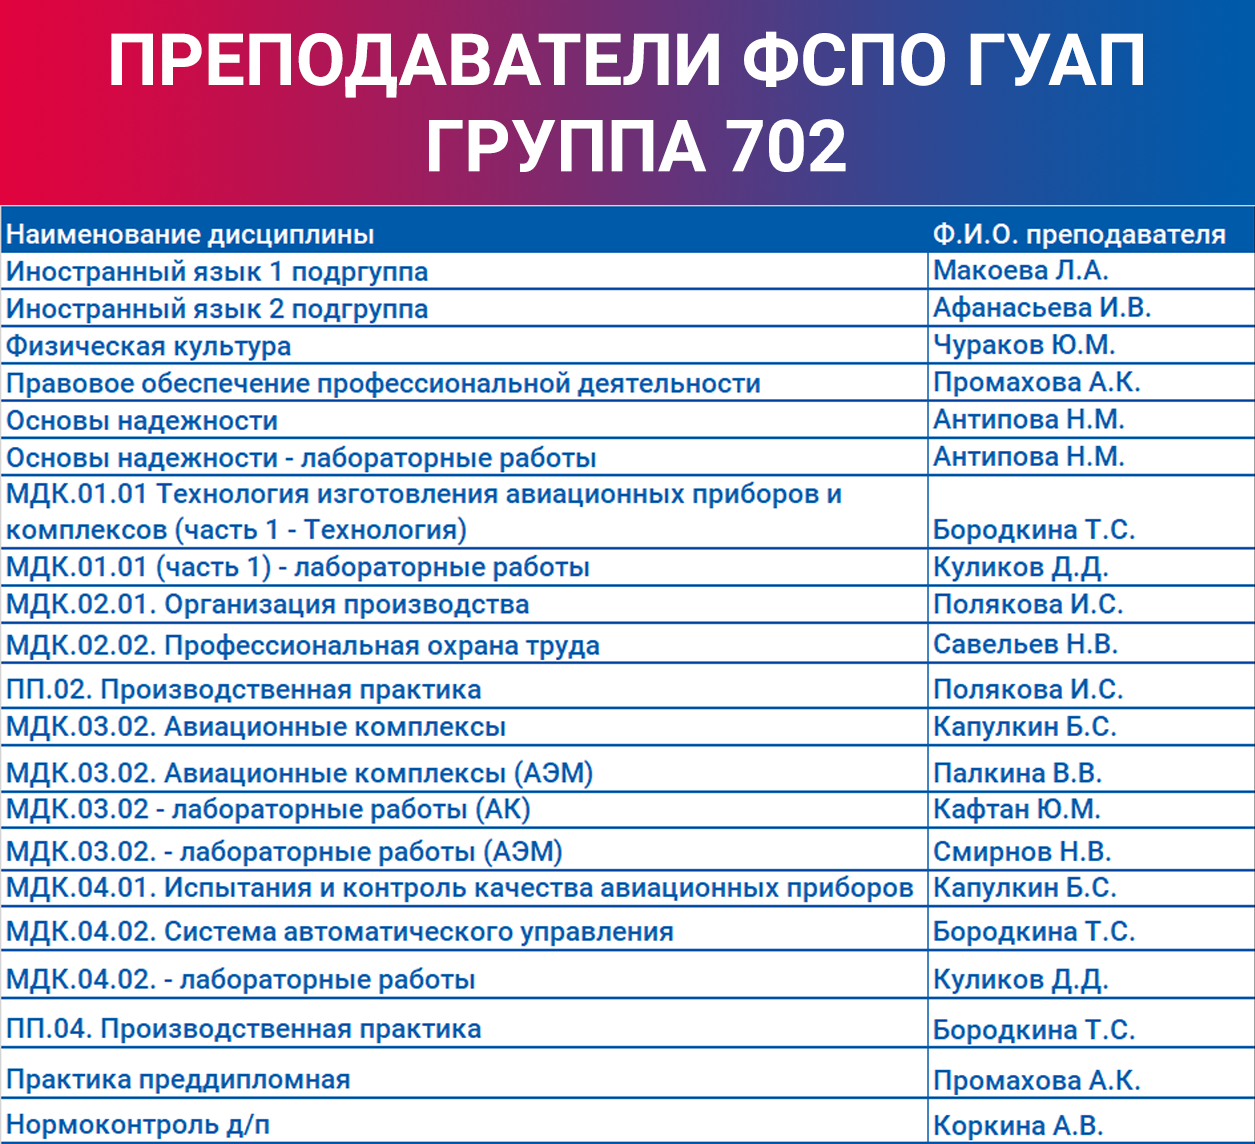 ПРЕПОДАВАТЕЛИ ФСПО ГУАП
ГРУППА 702
Наименование дисциплины Ф.И.О. преподавателя
Иностранный язык 1 подргуппа Макоева Л.А.
Иностранный язык 2 подгруппа Афанасьева И.В.
Физическая культура Чураков Ю.М.
Правовое обеспечение профессиональной деятельности Промахова А.К.
Основы надежности Антипова Н.М.
Основы надежности - лабораторные работы Антипова Н.М.
МДК.01.01 Технология изготовления авиационных приборов и
комплексов (часть 1 - Технология) Бородкина Т.С.
МДК.01.01 (часть 1) - лабораторные работы Куликов Д.Д.
МДК.02.01. Организация производства Полякова И.С.
МДК.02.02. Профессиональная охрана труда Савельев Н.В.
ПП.02. Производственная практика Полякова И.С.
МДК.03.02. Авиационные комплексы Капулкин Б.С.
МДК.03.02. Авиационные комплексы (АЭМ) Палкина В.В.
МДК.03.02 - лабораторные работы (АК) Кафтан Ю.М.
МДК.03.02. - лабораторные работы (АЭМ) Смирнов Н.В.
МДК.04.01. Испытания и контроль качества авиационных приборов Капулкин Б.С.
МДК.04.02. Система автоматического управления Бородкина Т.С.
МДК.04.02. - лабораторные работы Куликов Д.Д.
ПП.04. Производственная практика Бородкина Т.С.
Практика преддипломная Промахова А.К.
Нормоконтроль д/п Коркина А.В.